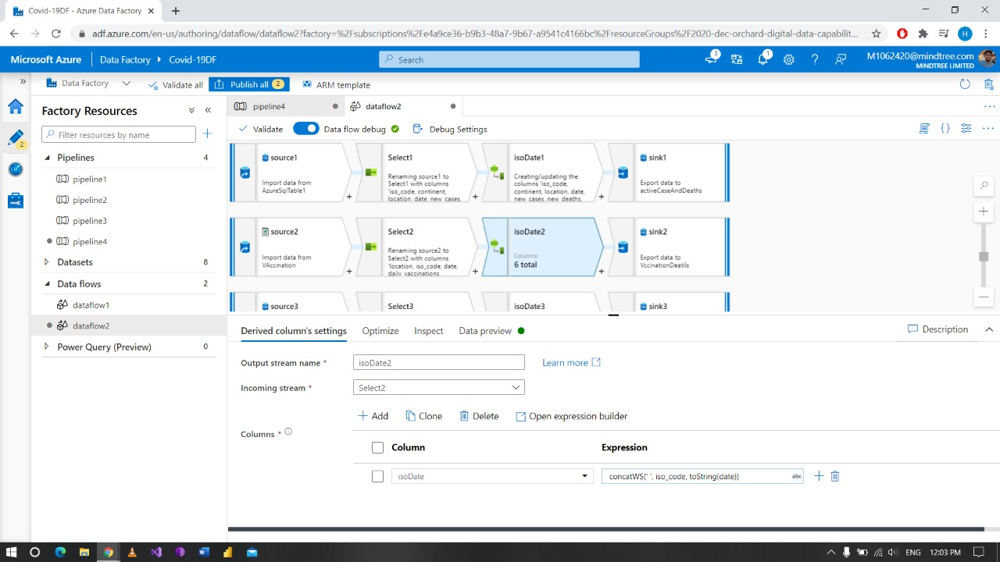 Covid-19DF - Azure Data Factory
adf.azure.com/en-us/authoring/dataflow/dataflow2?factory=%2Fsubscriptions%2Fe4a9ce36-b9b3-48a7-9b67-a9541c4166bc%2FresourceGroups%2F2020-dec-orchard-digital-data-capabilit...
H
Microsoft Azure
Data Factory
Covid-19DF
Search
3
1
M1062420@mindtree.com
MINDTREE LIMITED
Data Factory
Validate all
Publish all 2
ARM template
2
Factory Resources
Filter resources by name
Pipelines 4
pipeline1
pipeline2
pipeline3
pipeline4
Datasets 8
Data flows 2
dataflow1
dataflow2
Power Query (Preview) 0
pipeline4
dataflow2
Validate
Data flow debug
Debug Settings
source1
Import data from
AzureSqlTable1
Select1
Renaming source1 to
Select1 with columns
'iso_code, continent,
location, date, new_cases,
isoDate1
Creating/updating the
columns 'iso_code,
continent, location, date,
new_cases, new_deaths,
sink1
Export data to
activeCaseAndDeaths
source2
Import data from
VAccination
Select2
Renaming source2 to
Select2 with columns
'location, iso_code, date,
daily_vaccinations,
isoDate2
Columns:
6 total
sink2
Export data to
VccinationDeatils
source3
Select3
isoDate3
sink3
Derived column's settings
Optimize
Inspect
Data preview
Description
Output stream name *
isoDate2
Learn more
Incoming stream *
Select2
Add
Clone
Delete
Open expression builder
Columns *
Column
Expression
isoDate
concatWS(' ', iso_code, toString(date))
abc
ENG
12:03 PM